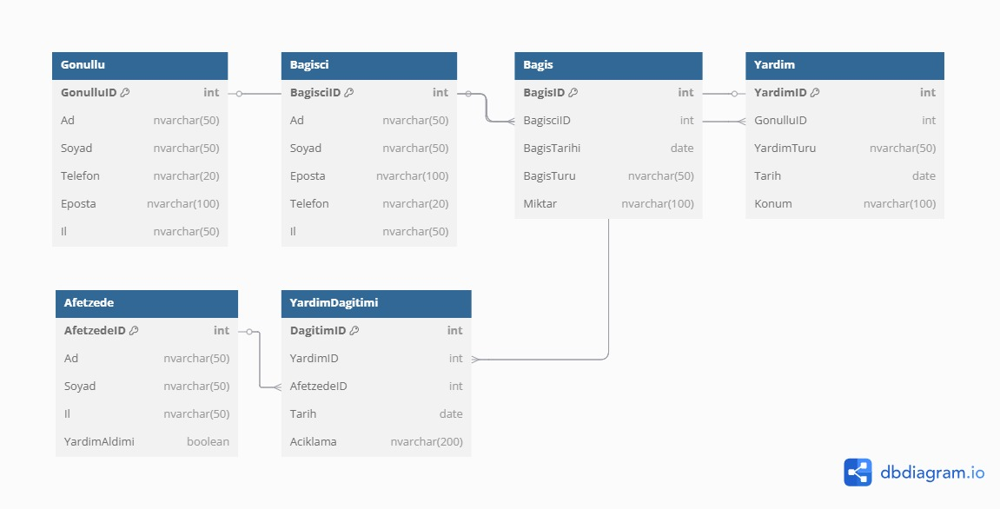 Gonullu
GonulluID int
Ad nvarchar(50)
Soyad nvarchar(50)
Telefon nvarchar(20)
Eposta nvarchar(100)
Il nvarchar(50)
Bagisci
BagisciID int
Ad nvarchar(50)
Soyad nvarchar(50)
Eposta nvarchar(100)
Telefon nvarchar(20)
Il nvarchar(50)
Bagis
BagisID int
BagisciID int
BagisTarihi date
BagisTuru nvarchar(50)
Miktar nvarchar(100)
Yardim
YardimID int
GonulluID int
YardimTuru nvarchar(50)
Tarih date
Konum nvarchar(100)
Afetzede
AfetzedeID int
Ad nvarchar(50)
Soyad nvarchar(50)
Il nvarchar(50)
YardimAldimi boolean
YardimDagitimi
DagitimID int
YardimID int
AfetzedeID int
Tarih date
Aciklama nvarchar(200)
dbdiagram.io